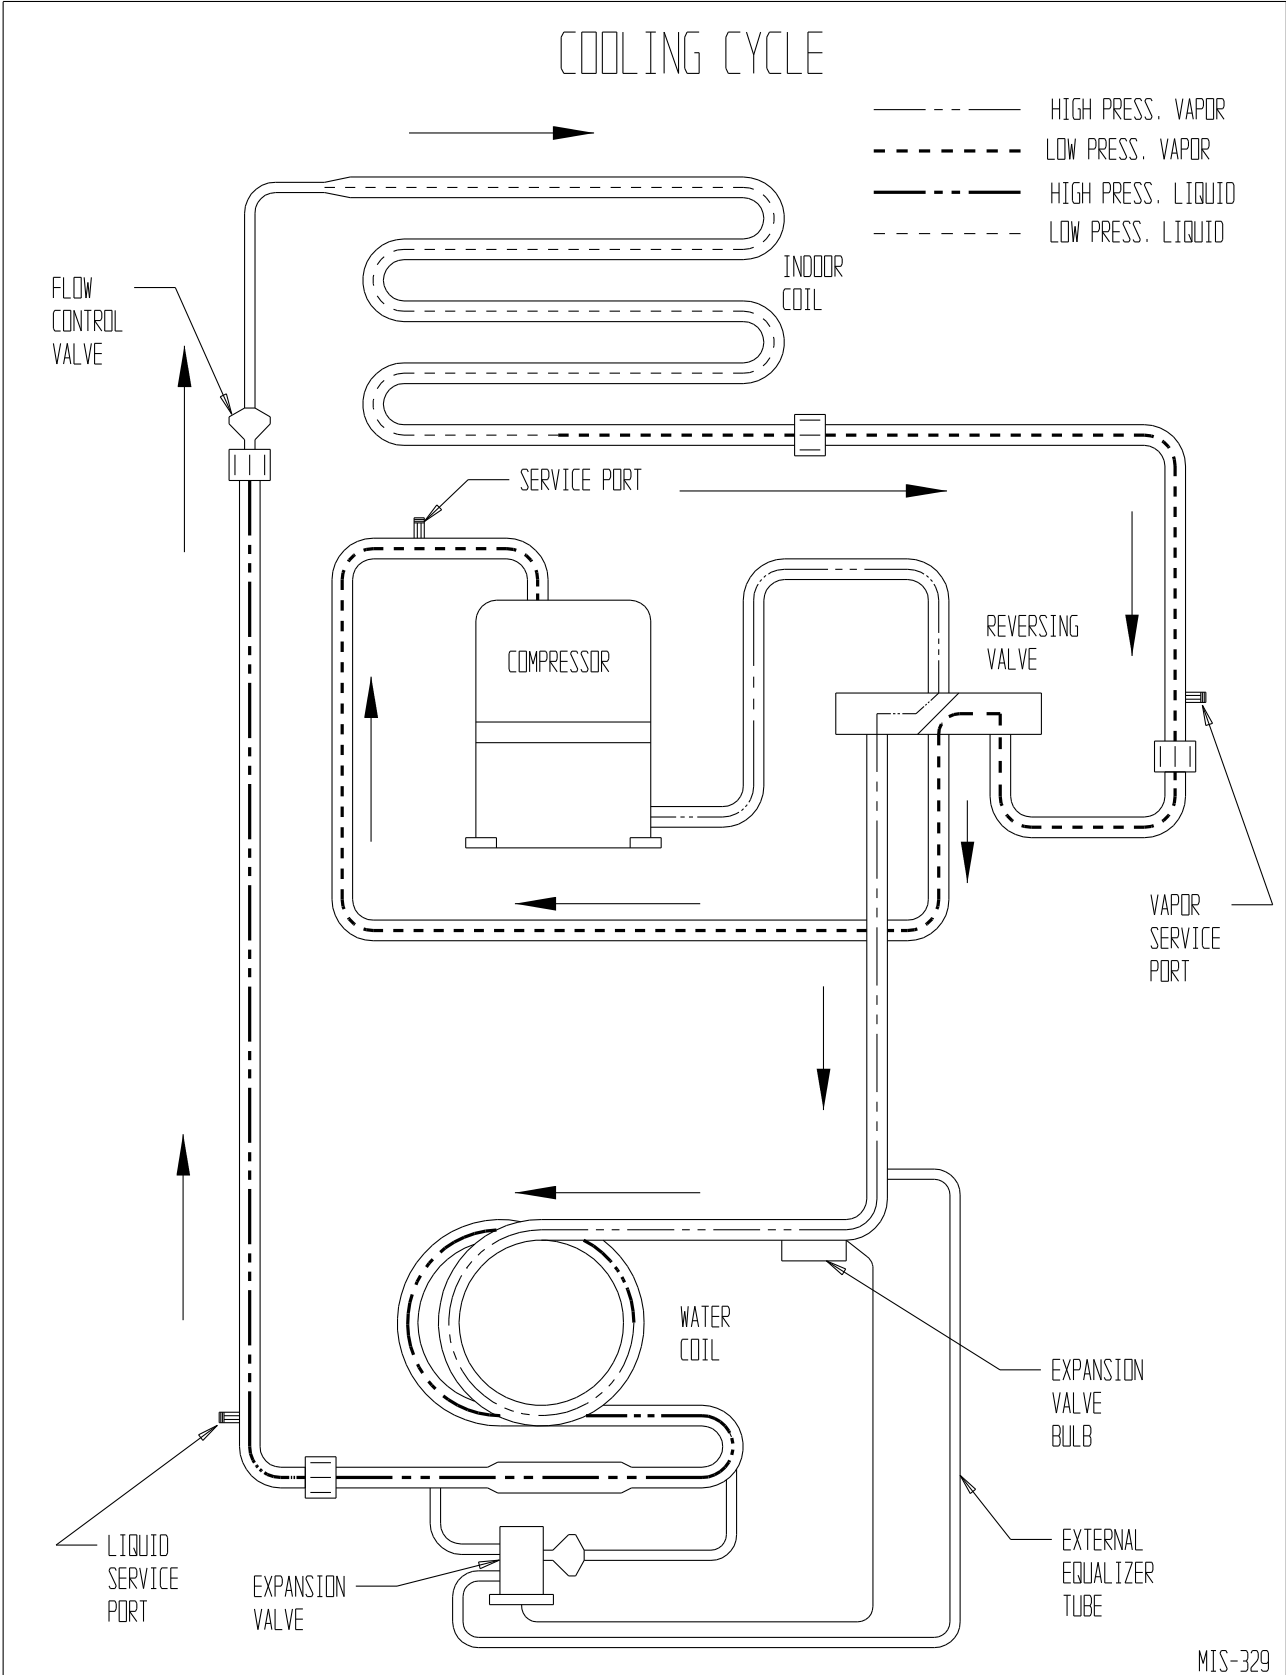 COOLING CYCLE
HIGH PRESS. VAPOR
LOW PRESS. VAPOR
HIGH PRESS. LIQUID
LOW PRESS. LIQUID
INDOOR
COIL
FLOW
CONTROL
VALVE
SERVICE PORT
REVERSING
VALVE
COMPRESSOR
VAPOR
SERVICE
PORT
WATER
COIL
EXPANSION
VALVE
BULB
LIQUID
SERVICE
PORT
EXPANSION
VALVE
EXTERNAL
EQUALIZER
TUBE
MIS-329